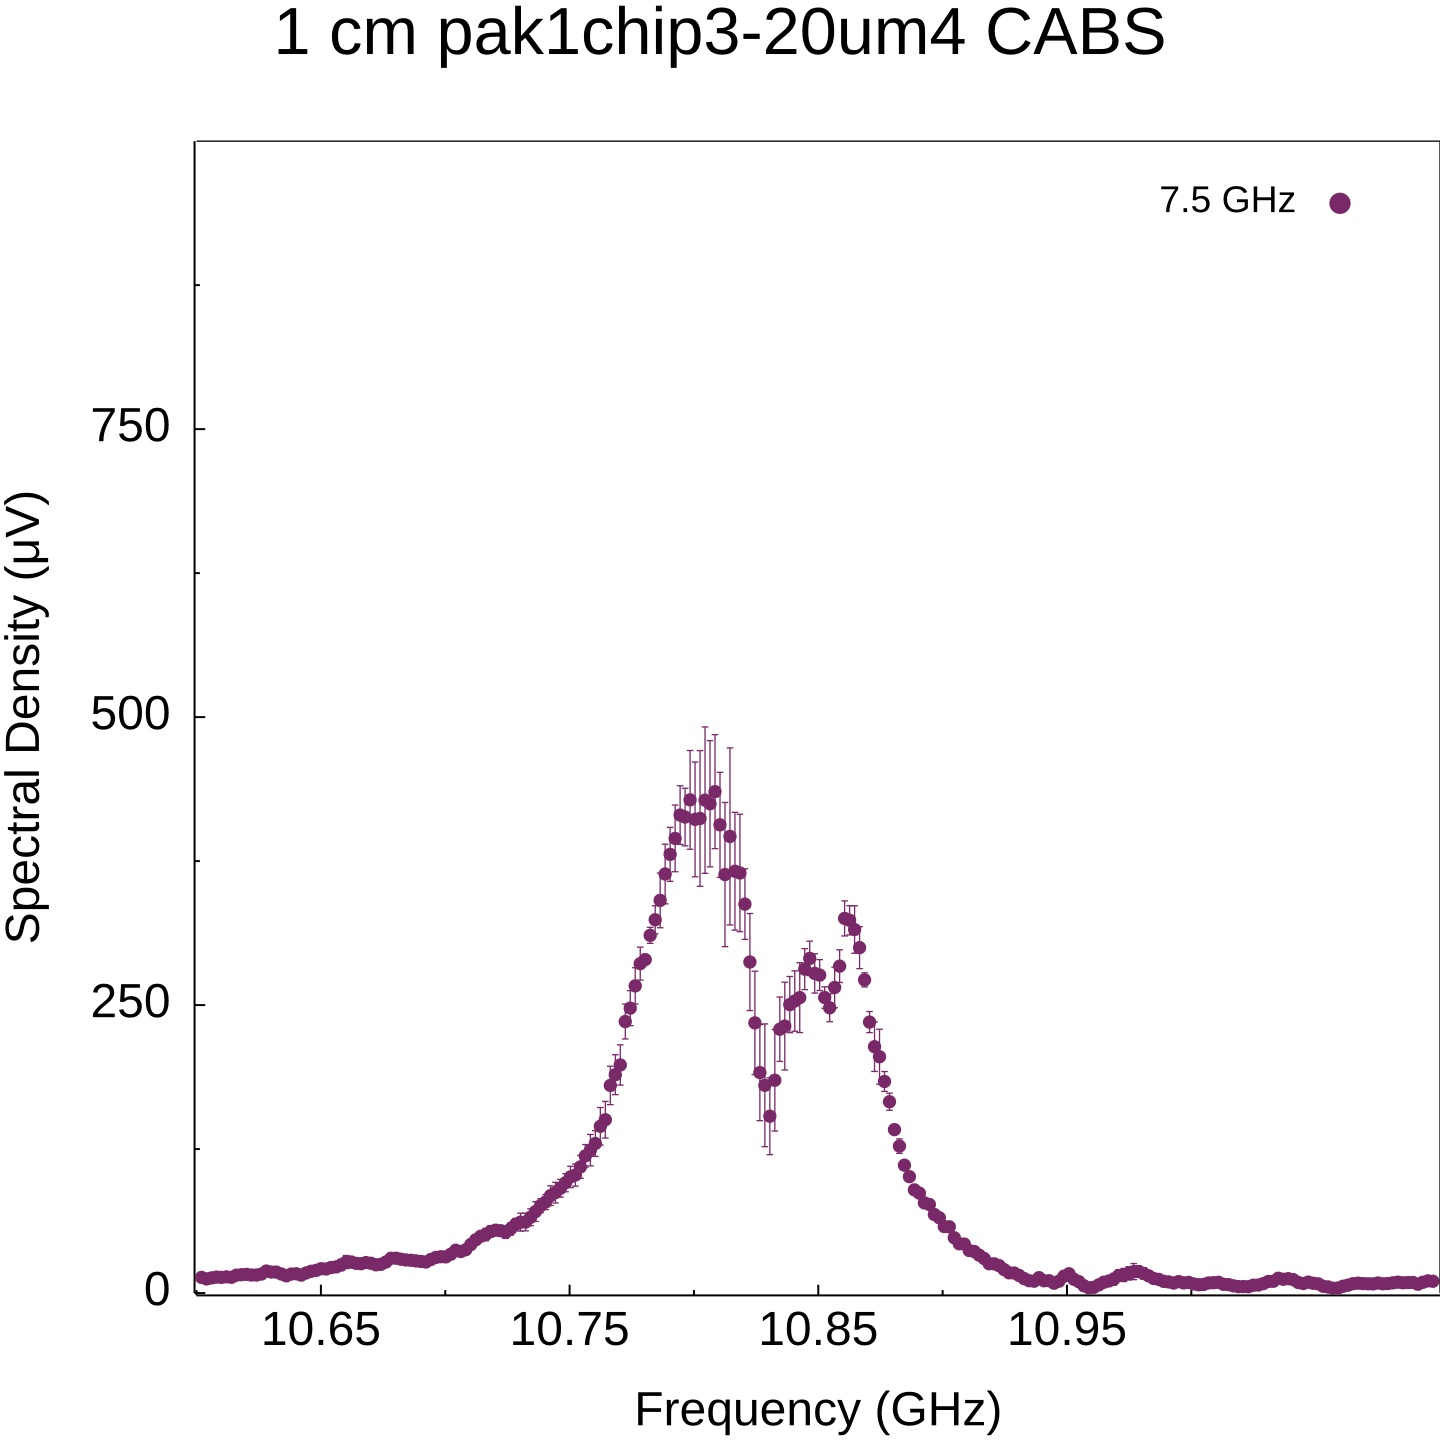 1 cm pak1chip3-20um4 CABS
7.5 GHz
750
500
250
0
Spectral Density (μV)
10.65
10.75
10.85
10.95
Frequency (GHz)